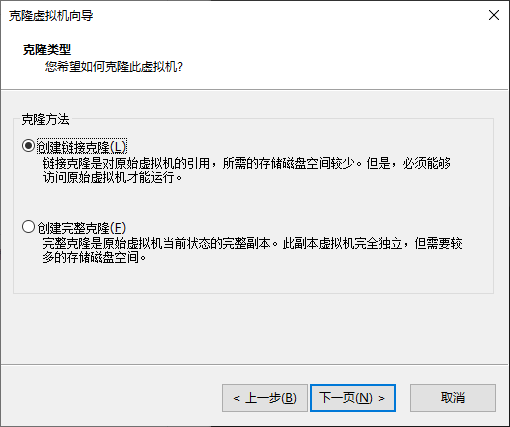 克隆虚拟机向导
克隆类型
您希望如何克隆此虚拟机?
克隆方法
创建链接克隆(L)
链接克隆是对原始虚拟机的引用，所需的存储磁盘空间较少。但是，必须能够
访问原始虚拟机才能运行。
创建完整克隆(F)
完整克隆是原始虚拟机当前状态的完整副本。此副本虚拟机完全独立，但需要较
多的存储磁盘空间。
< 上一步(B) 下一页(N) > 取消